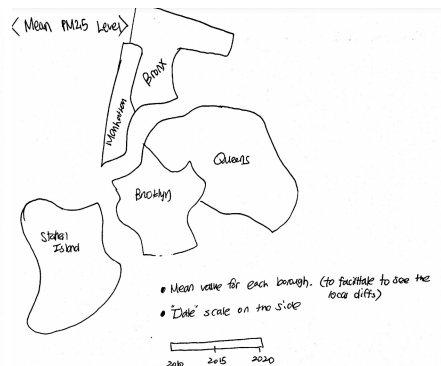 < Mean PM2.5 Level>
Bronx
Manhattan
Queens
Broklyn
Staten
Island
• Mean value for each borough. (to facilitate to see the
local diffs)
• "Date" scale on the side
2010 2015 2020